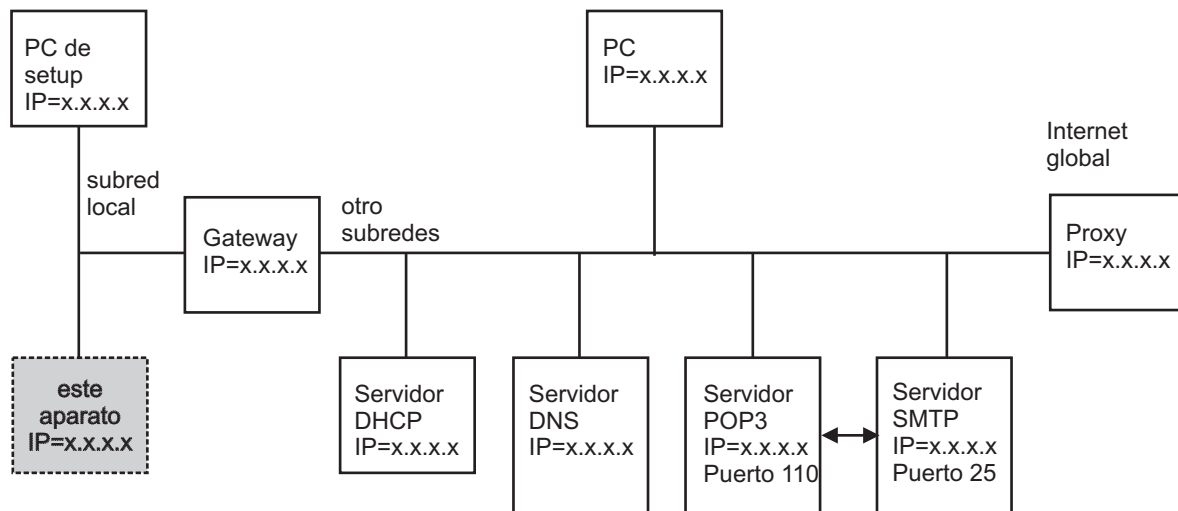 PC de
setup
IP=x.x.x.x
PC
IP=x.x.x.x
Internet
global
subred
local
Gateway
IP=x.x.x.x
otro
subredes
Proxy
IP=x.x.x.x
este
aparato
IP=x.x.x.x
Servidor
DHCP
IP=x.x.x.x
Servidor
DNS
IP=x.x.x.x
Servidor
POP3
IP=x.x.x.x
Puerto 110
Servidor
SMTP
IP=x.x.x.x
Puerto 25